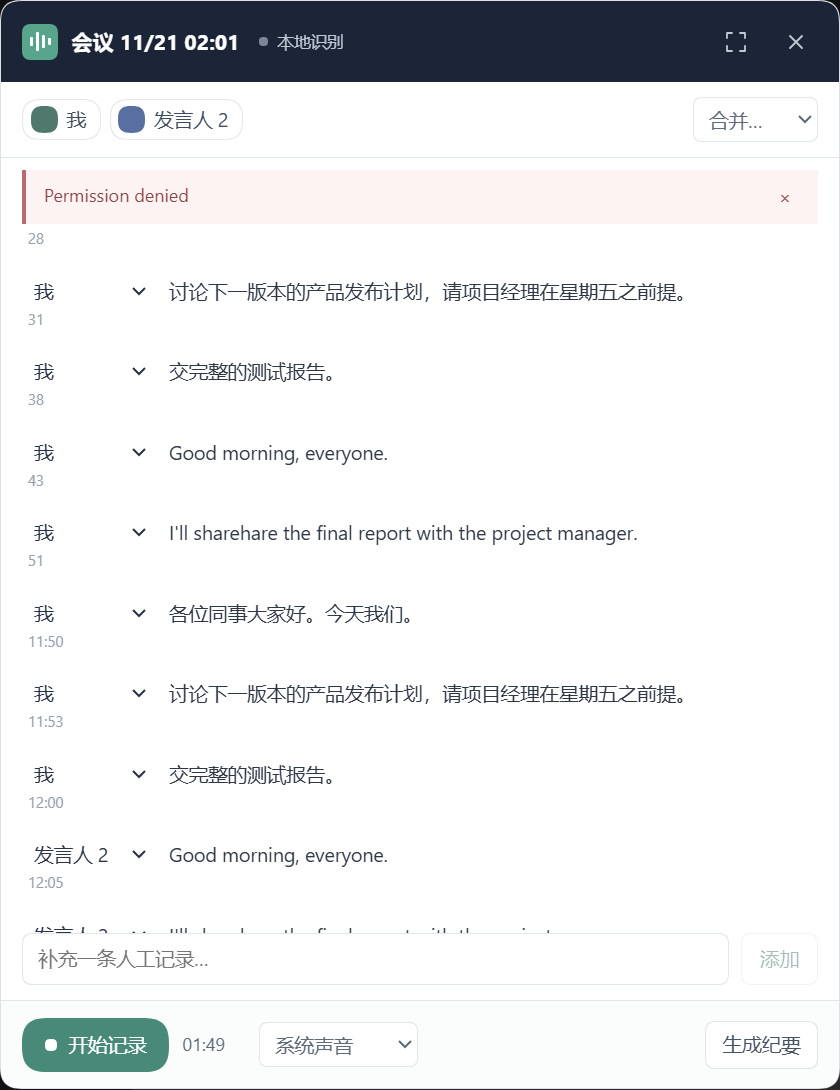 会议 11/21 02:01 本地识别
我 发言人 2 合并...
Permission denied ×
28
我 讨论下一版本的产品发布计划，请项目经理在星期五之前提。
31
我 交完整的测试报告。
38
我 Good morning, everyone.
43
我 I'll sharehare the final report with the project manager.
51
我 各位同事大家好。今天我们。
11:50
我 讨论下一版本的产品发布计划，请项目经理在星期五之前提。
11:53
我 交完整的测试报告。
12:00
发言人 2 Good morning, everyone.
12:05
补充一条人工记录... 添加
开始记录 01:49 系统声音 生成纪要